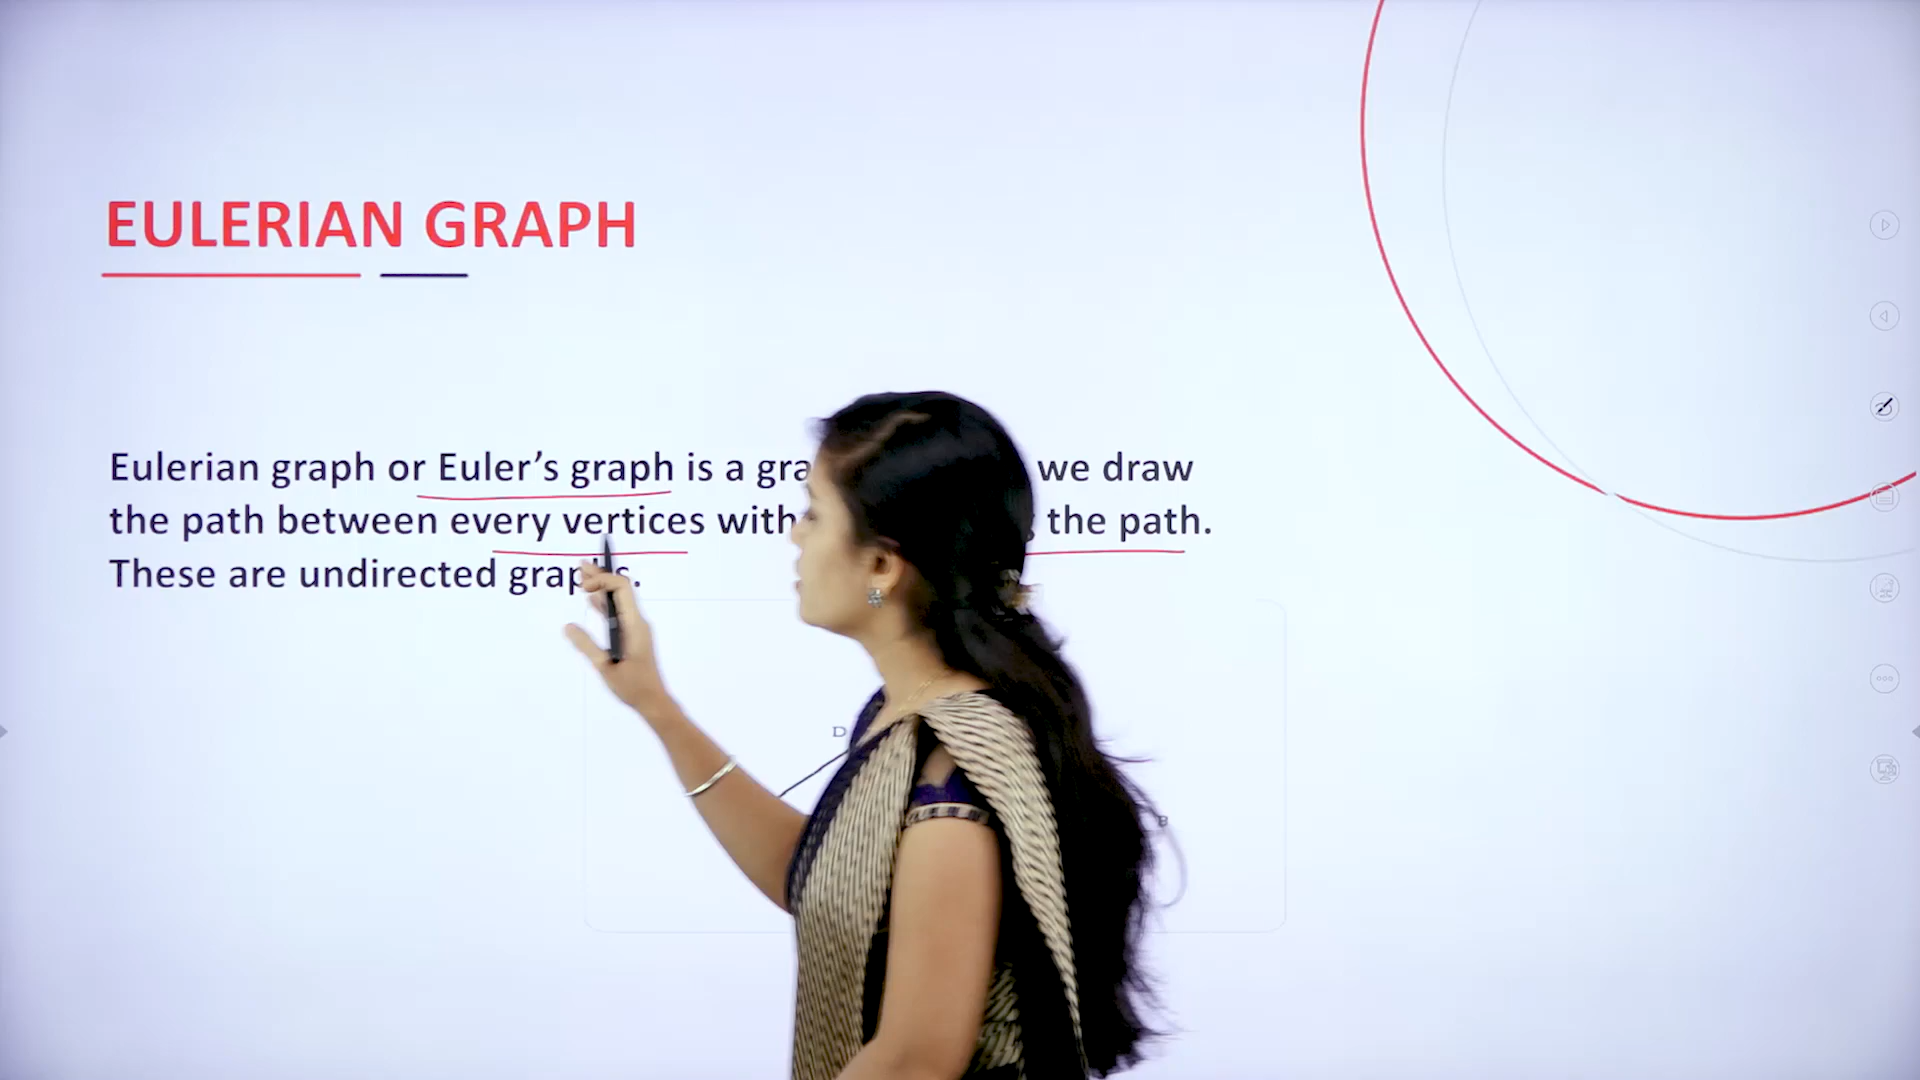 EULERIAN GRAPH
Eulerian graph or Euler’s graph is a gra we draw
the path between every vertices with the path.
These are undirected graphs.
D
B